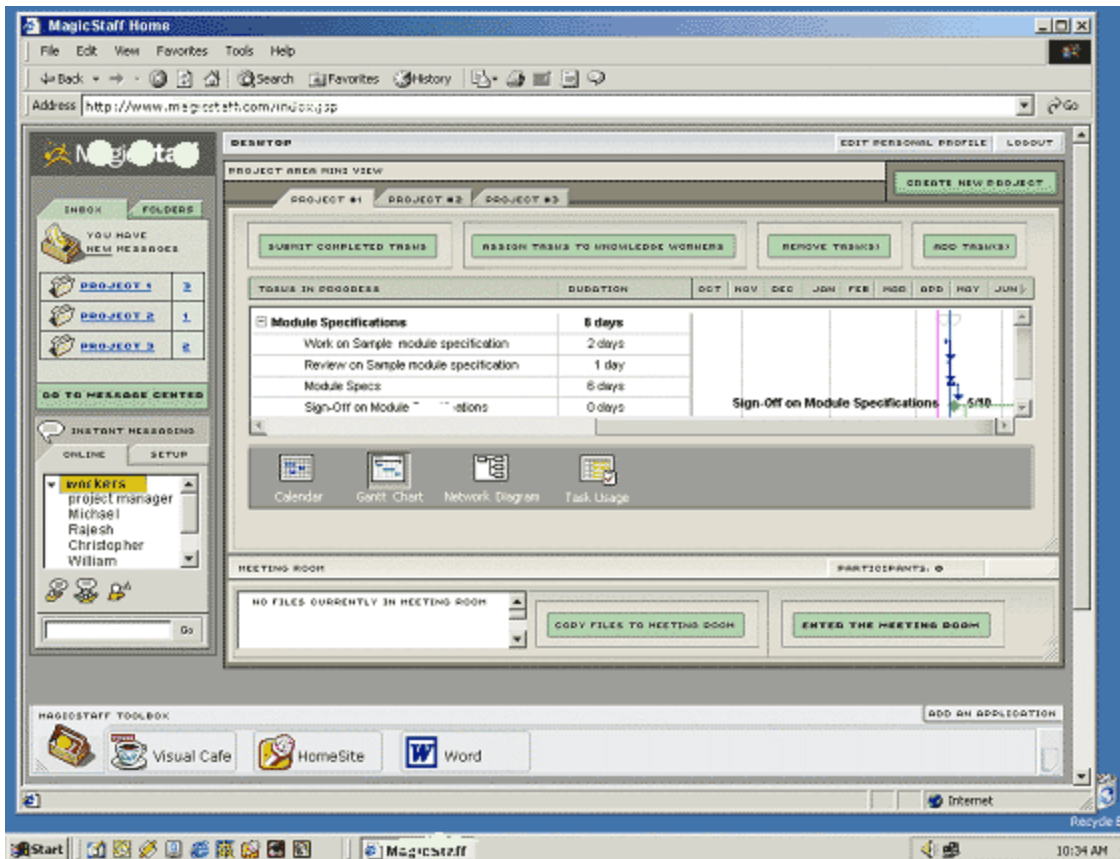 MagicStaff Home
File Edit View Favorites Tools Help
Back Search Favorites History
Address http://www.magicstaff.com/index.jsp Go
DESKTOP EDIT PERSONAL PROFILE LOGOUT
PROJECT AREA MINI VIEW
CREATE NEW PROJECT
PROJECT #1 PROJECT #2 PROJECT #3
INBOX FOLDERS
YOU HAVE
NEW MESSAGES
PROJECT 1 3
PROJECT 2 1
PROJECT 3 2
GO TO MESSAGE CENTER
INSTANT MESSAGING
ONLINE SETUP
workers
project manager
Michael
Rajesh
Christopher
William
Go
SUBMIT COMPLETED TASKS ASSIGN TASKS TO KNOWLEDGE WORKERS REMOVE TASK(S) ADD TASK(S)
TASKS IN PROGRESS DURATION OCT NOV DEC JAN FEB MAR APR MAY JUN
Module Specifications 6 days
Work on Sample module specification 2 days
Review on Sample module specification 1 day
Module Specs 6 days
Sign-Off on Module 0 days
Sign-Off on Module Specifications 5/10
Calendar Gantt Chart Network Diagram Task Usage
MEETING ROOM PARTICIPANTS: 0
NO FILES CURRENTLY IN MEETING ROOM
COPY FILES TO MEETING ROOM ENTER THE MEETING ROOM
MAGICSTAFF TOOLBOX ADD AN APPLICATION
Visual Cafe HomeSite Word
Internet
Recycle
Start MagicStaff 10:34 AM